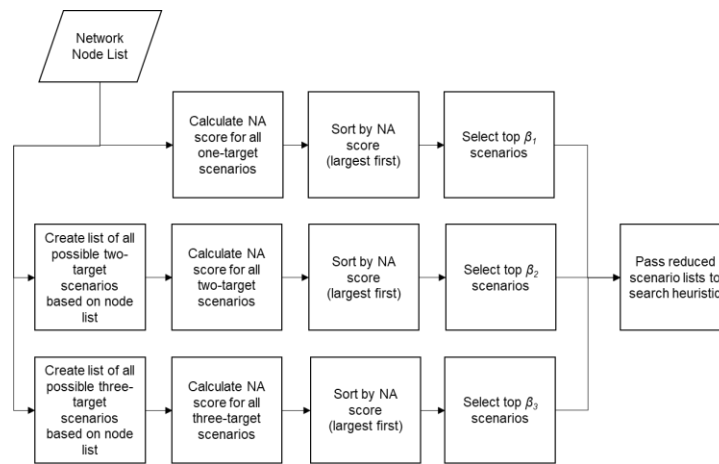 Network
Node List
Calculate NA
score for all
one-target
scenarios
Sort by NA
score
(largest first)
Select top β1
scenarios
Create list of all
possible two-
target
scenarios
based on node
list
Calculate NA
score for all
two-target
scenarios
Sort by NA
score
(largest first)
Select top β2
scenarios
Pass reduced
scenario lists to
search heuristic
Create list of all
possible three-
target
scenarios
based on node
list
Calculate NA
score for all
three-target
scenarios
Sort by NA
score
(largest first)
Select top β3
scenarios